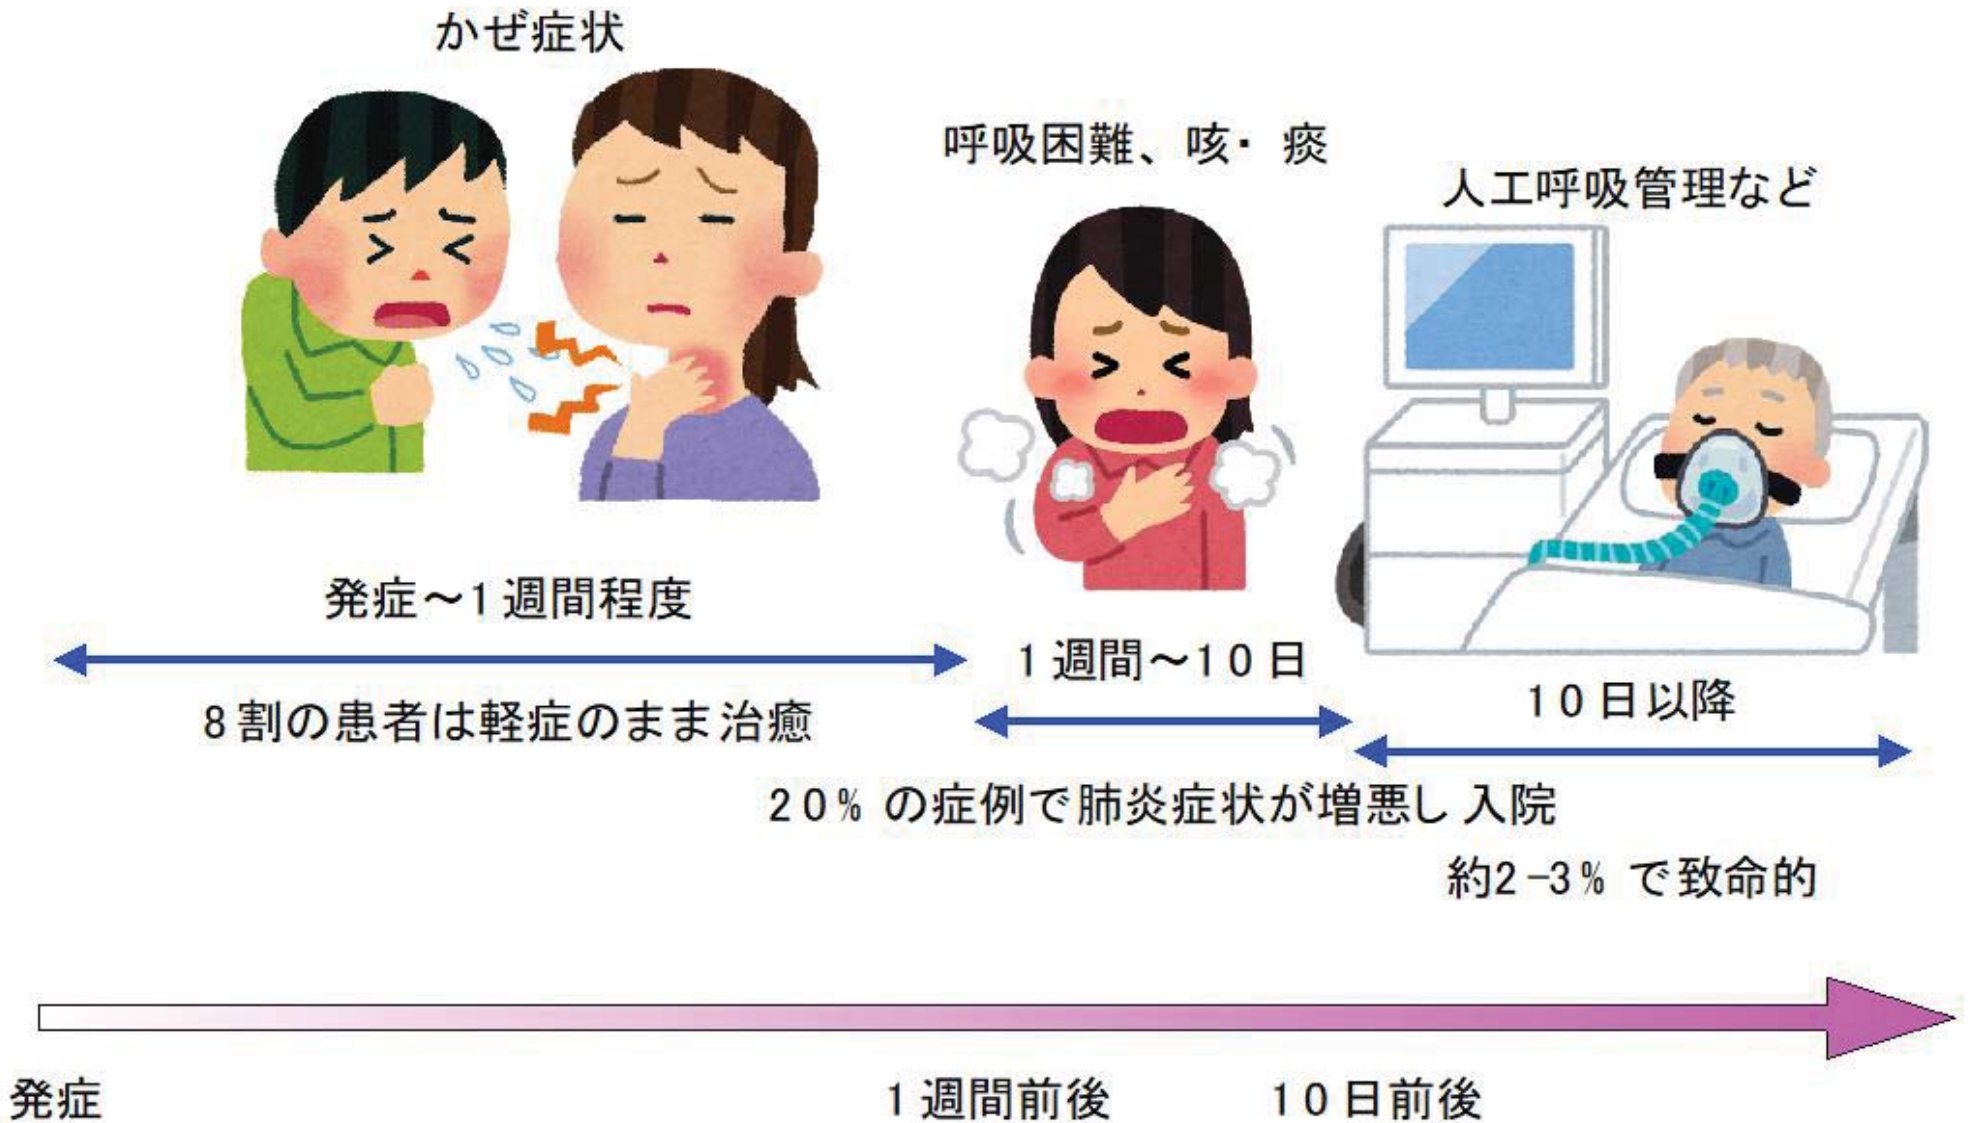 かぜ症状
呼吸困難、咳・痰
人工呼吸管理など
発症～1週間程度
1週間～10日
10日以降
8割の患者は軽症のまま治癒
20%の症例で肺炎症状が増悪し入院
約2-3%で致命的
発症
1週間前後
10日前後